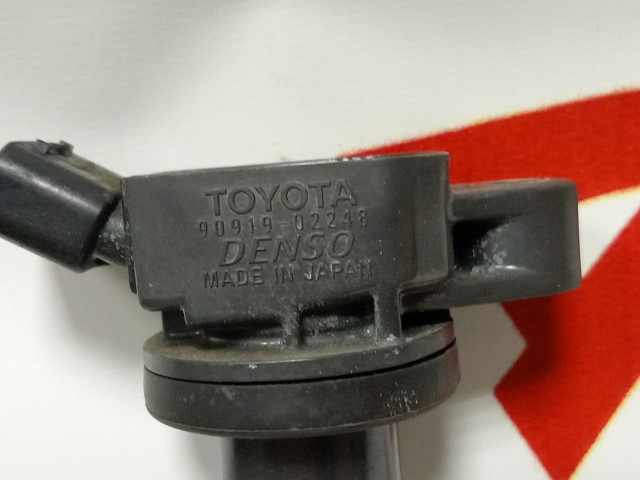 TOYOTA
90919-02248
DENSO
MADE IN JAPAN